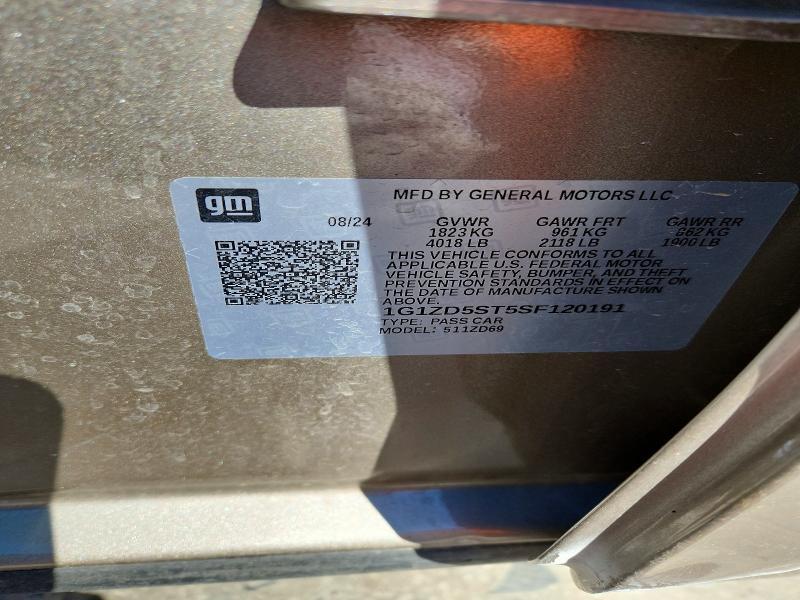 gm
MFD BY GENERAL MOTORS LLC
08/24 GVWR GAWR FRT GAWR RR
1823 KG 961 KG 862 KG
4018 LB 2118 LB 1900 LB
THIS VEHICLE CONFORMS TO ALL
APPLICABLE U.S. FEDERAL MOTOR
VEHICLE SAFETY, BUMPER, AND THEFT
PREVENTION STANDARDS IN EFFECT ON
THE DATE OF MANUFACTURE SHOWN
ABOVE.
1G1ZD5ST5SF120191
TYPE: PASS CAR
MODEL: 511ZD69